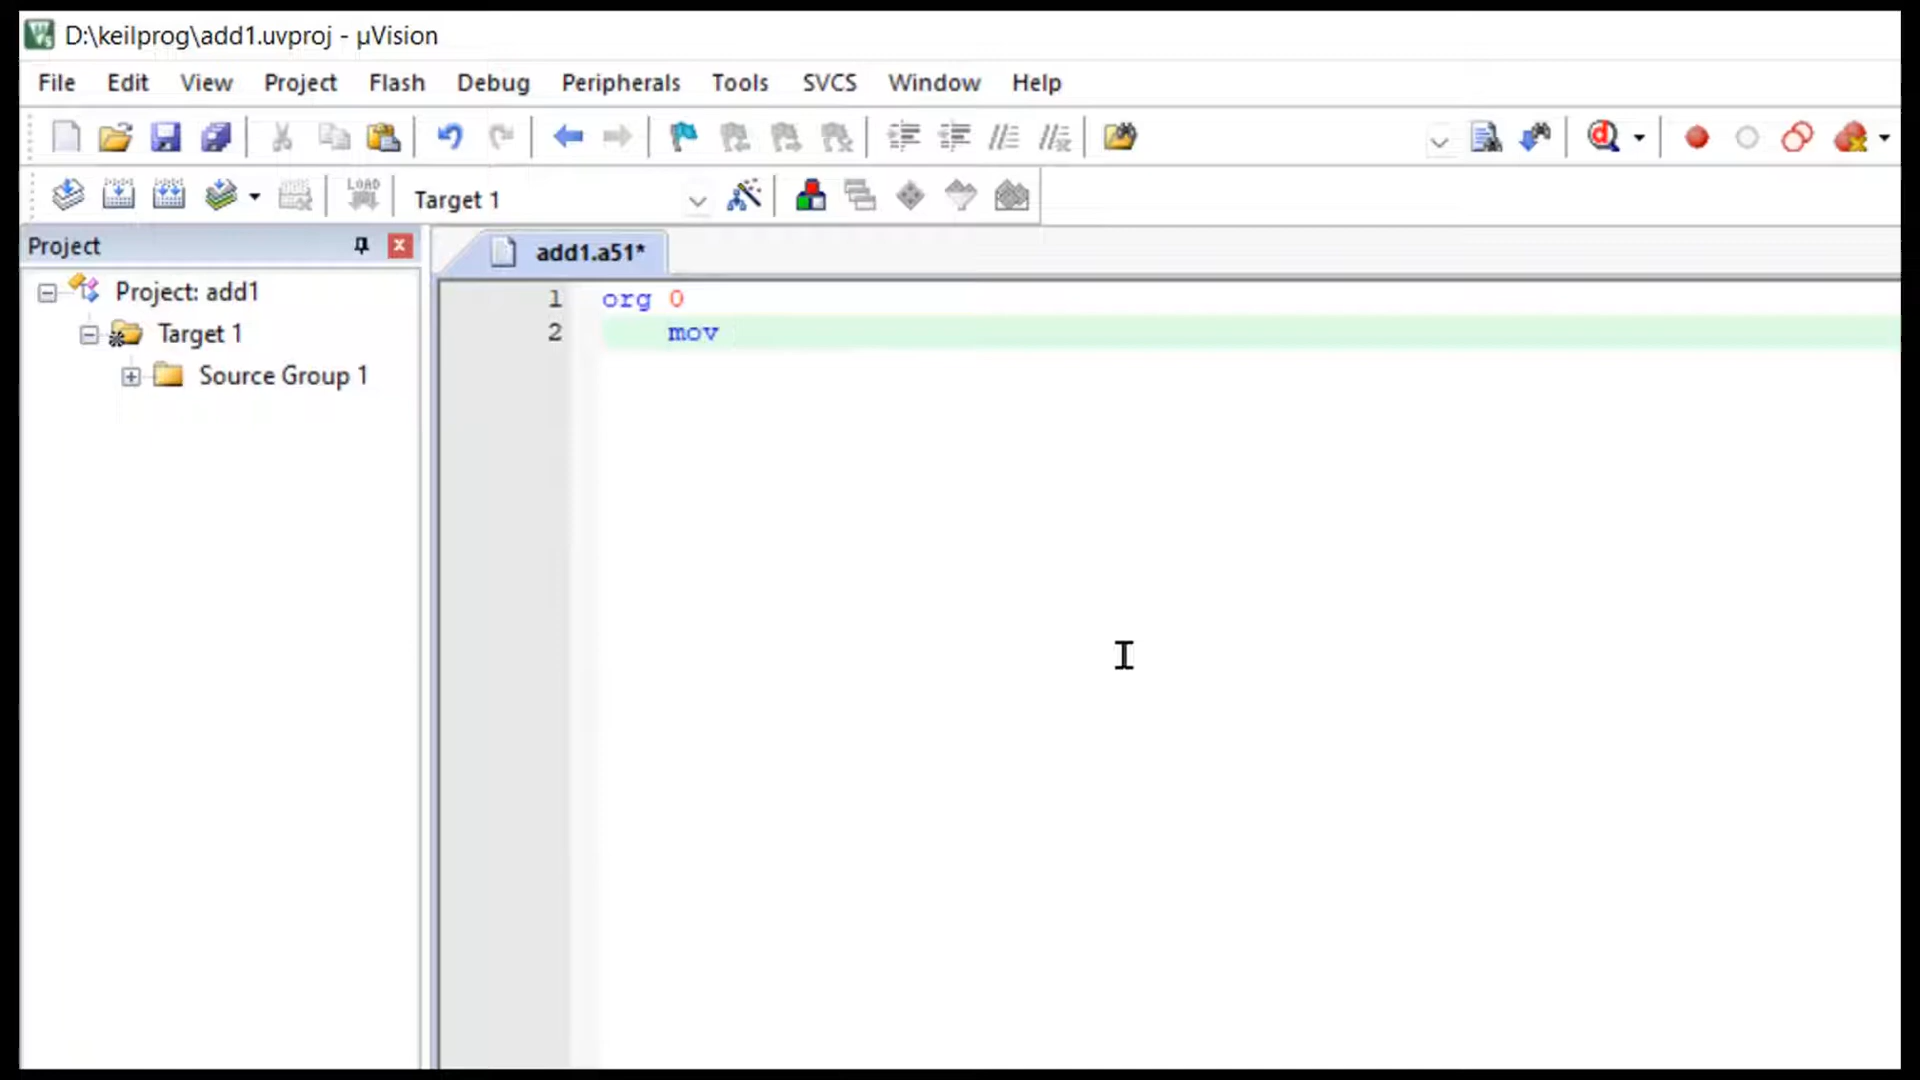 D:\keilprog\add1.uvproj - µVision
File Edit View Project Flash Debug Peripherals Tools SVCS Window Help
LOAD
Target 1
Project
add1.a51*
Project: add1
Target 1
Source Group 1
1 org 0
2 mov